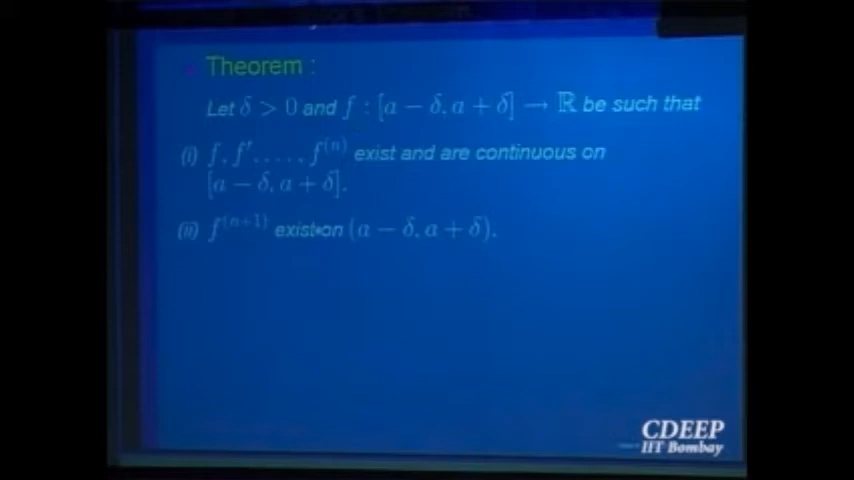 Theorem :
Let δ > 0 and f : [a − δ, a + δ] → ℝ be such that
(i) f, f′, . . . , f⁽ⁿ⁾ exist and are continuous on
[a − δ, a + δ].
(ii) f⁽ⁿ⁺¹⁾ exist on (a − δ, a + δ).
CDEEP
IIT Bombay